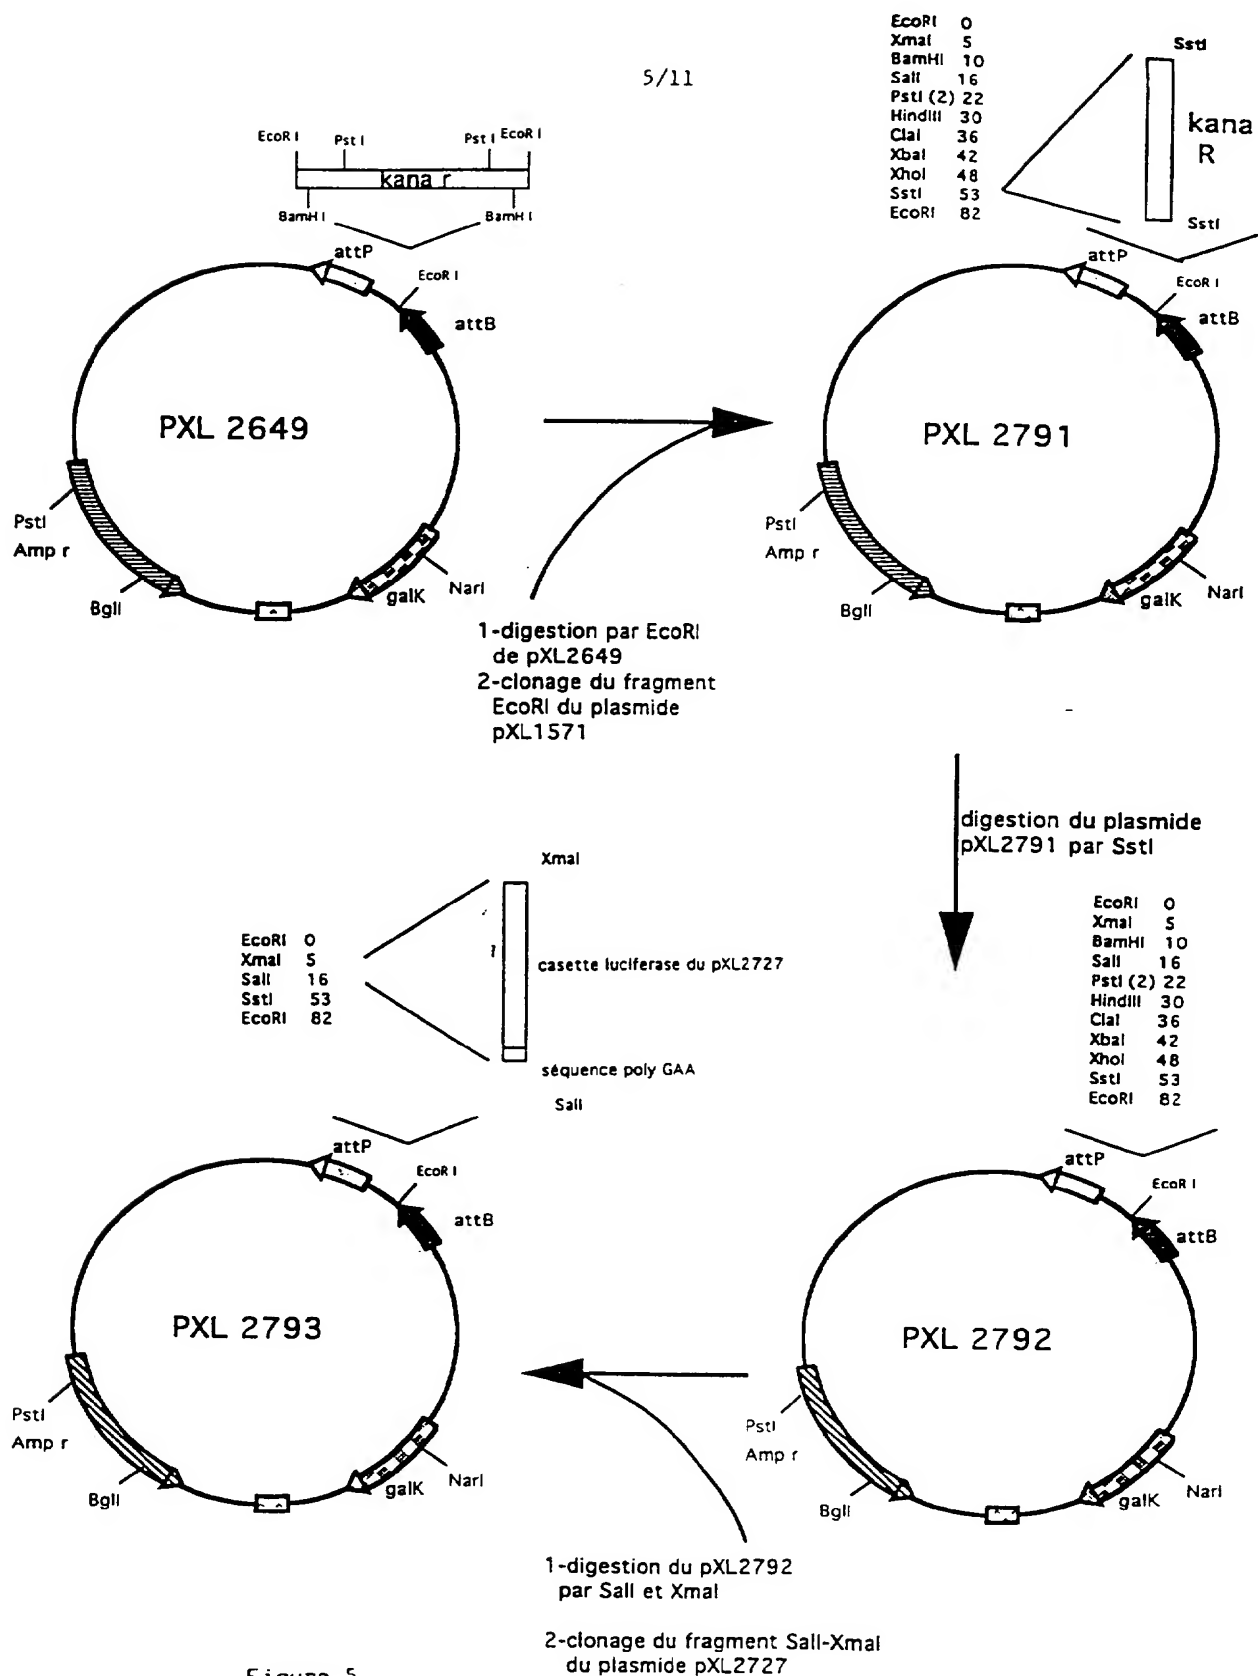 5/11
EcoRI 0
XmaI 5
BamHI 10
SalI 16
PstI (2) 22
HindIII 30
ClaI 36
XbaI 42
XhoI 48
SstI 53
EcoRI 82
SstI
kana
R
SstI
EcoR I
Pst I
Pst I
EcoR I
kana r
BamH I
BamH I
attP
EcoR I
attB
PXL 2649
PstI
Amp r
BglI
galK
NarI
1-digestion par EcoRI
de pXL2649
2-clonage du fragment
EcoRI du plasmide
pXL1571
attP
EcoR I
attB
PXL 2791
PstI
Amp r
BglI
galK
NarI
digestion du plasmide
pXL2791 par SstI
EcoRI 0
XmaI 5
BamHI 10
SalI 16
PstI (2) 22
HindIII 30
ClaI 36
XbaI 42
XhoI 48
SstI 53
EcoRI 82
XmaI
EcoRI 0
XmaI 5
SalI 16
SstI 53
EcoRI 82
casette luciferase du pXL2727
séquence poly GAA
SalI
attP
EcoR I
attB
PXL 2793
PstI
Amp r
BglI
galK
NarI
attP
EcoR I
attB
PXL 2792
PstI
Amp r
BglI
galK
NarI
1-digestion du pXL2792
par SalI et XmaI
2-clonage du fragment SalI-XmaI
du plasmide pXL2727
Figure 5